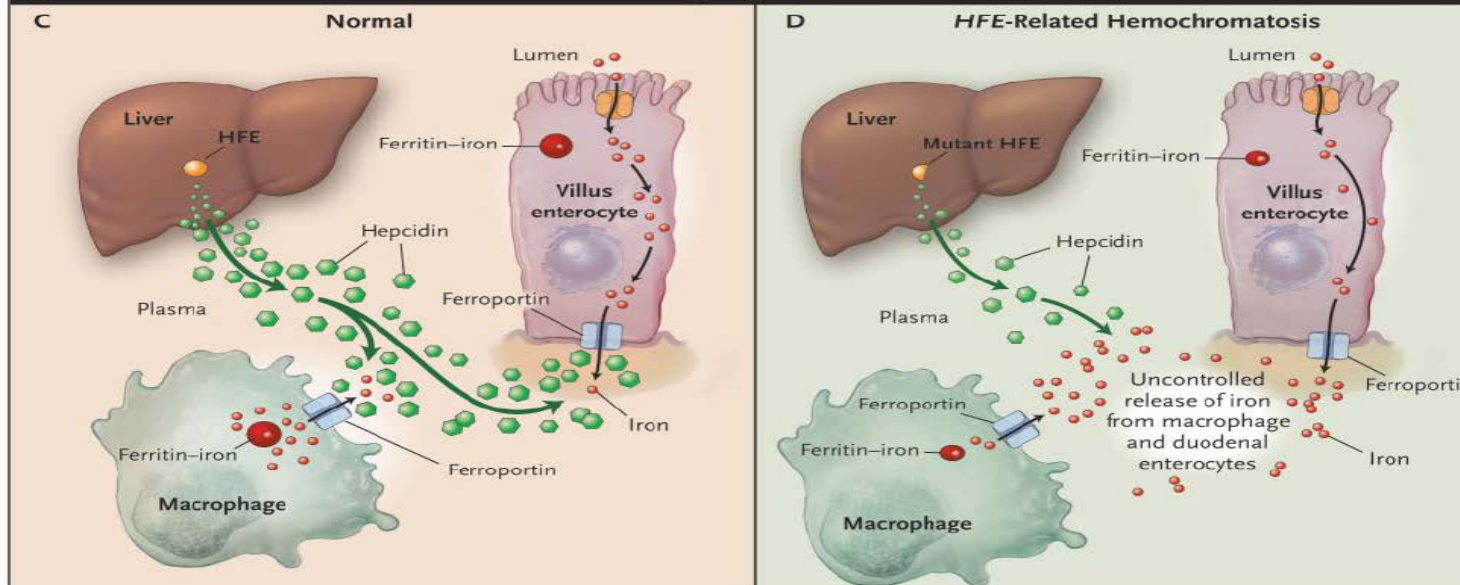 C
Normal
Lumen
Liver
HFE
Ferritin–iron
Villus
enterocyte
Hepcidin
Plasma
Ferroportin
Iron
Ferritin–iron
Ferroportin
Macrophage
D
HFE-Related Hemochromatosis
Lumen
Liver
Mutant HFE
Ferritin–iron
Villus
enterocyte
Hepcidin
Plasma
Ferroporti
Ferroportin
Uncontrolled
release of iron
from macrophage
and duodenal
enterocytes
Ferritin–iron
Iron
Macrophage